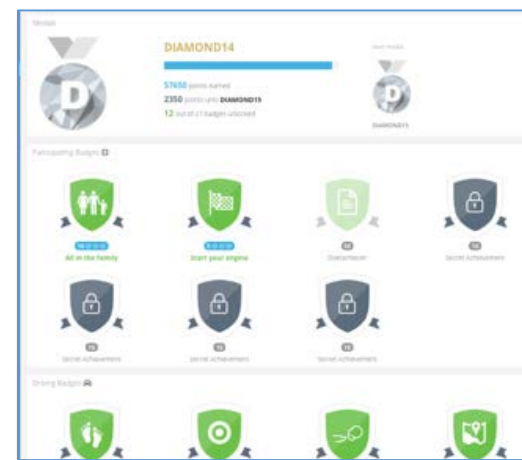 Medals
DIAMOND14
next medal
57650 points earned
2350 points until DIAMOND15
12 out of 21 badges unlocked
D
D
DIAMOND15
Participating Badges
All in the family
Start your engine
Overachiever
Secret Achievement
Secret Achievement
Secret Achievement
Secret Achievement
Driving Badges